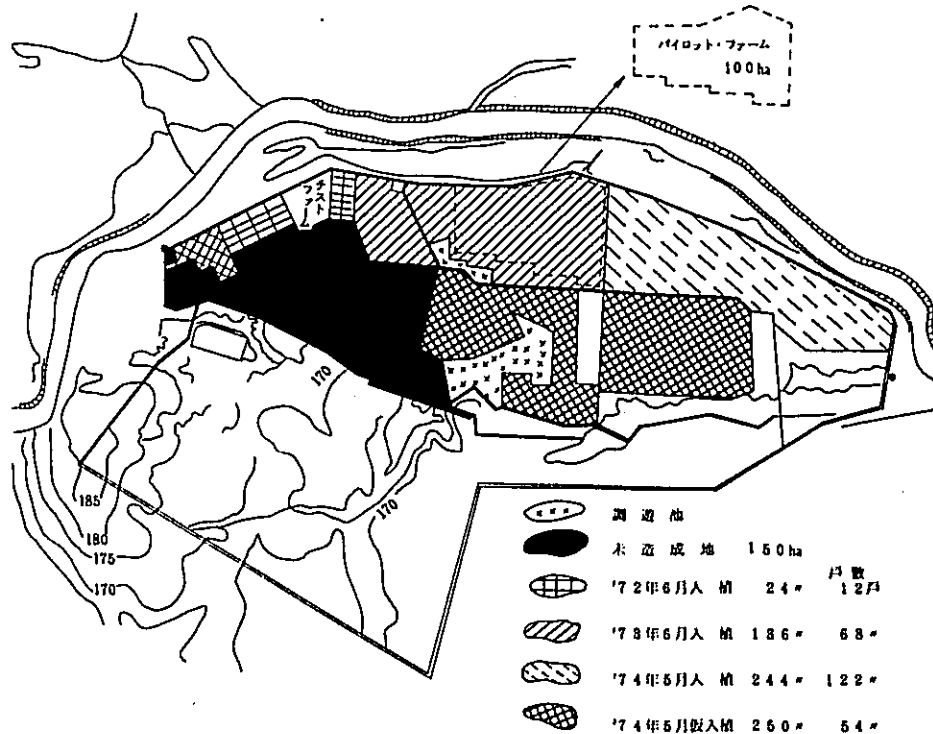 パイロット・ファーム
100ha
テスト
ファーム
170
170
185
180
175
170
調遊池
未造成地 150ha
戸数
'72年6月入植 24〃 12戸
'73年6月入植 136〃 68〃
'74年5月入植 244〃 122〃
'74年5月仮入植 250〃 54〃